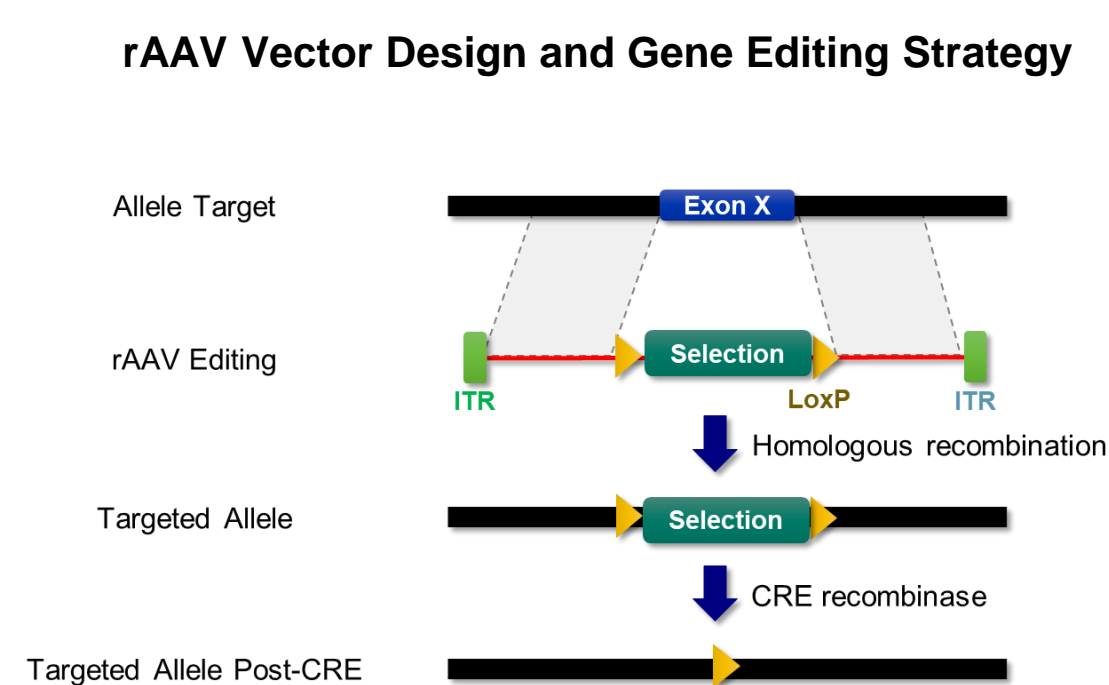 rAAV Vector Design and Gene Editing Strategy
Allele Target
Exon X
rAAV Editing
Selection
ITR
LoxP
ITR
Homologous recombination
Targeted Allele
Selection
CRE recombinase
Targeted Allele Post-CRE